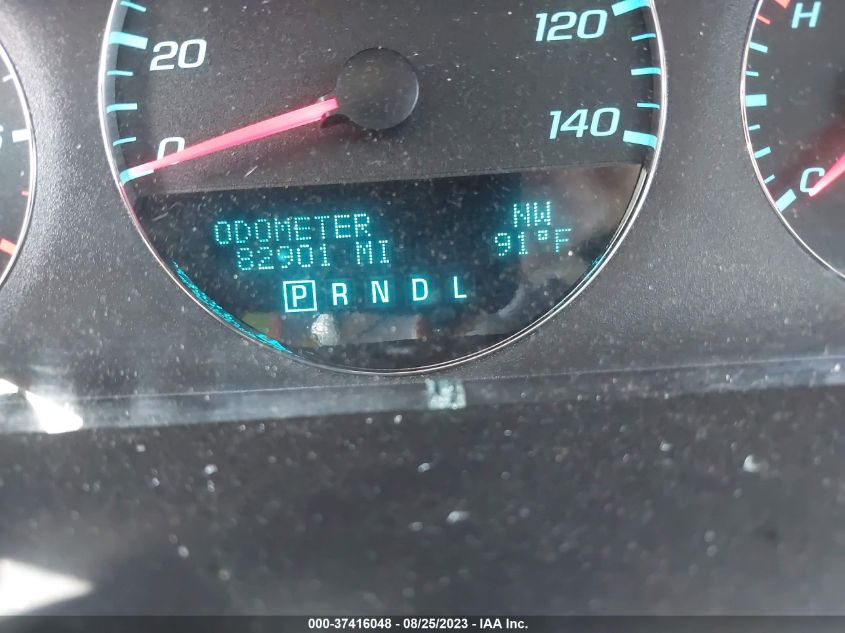 120
20
H
140
0
C
ODOMETER NW
82901 MI 91°F
P R N D L
000-37416048 - 08/25/2023 - IAA Inc.